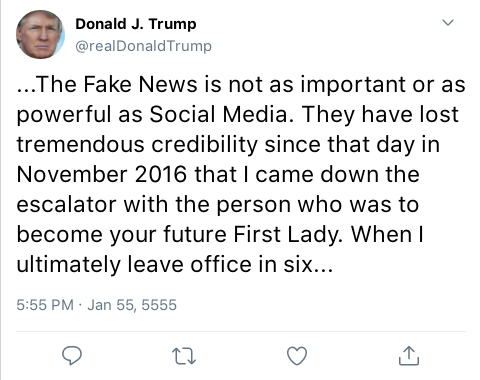 Donald J. Trump
@realDonaldTrump
...The Fake News is not as important or as
powerful as Social Media. They have lost
tremendous credibility since that day in
November 2016 that I came down the
escalator with the person who was to
become your future First Lady. When I
ultimately leave office in six...
5:55 PM · Jan 55, 5555